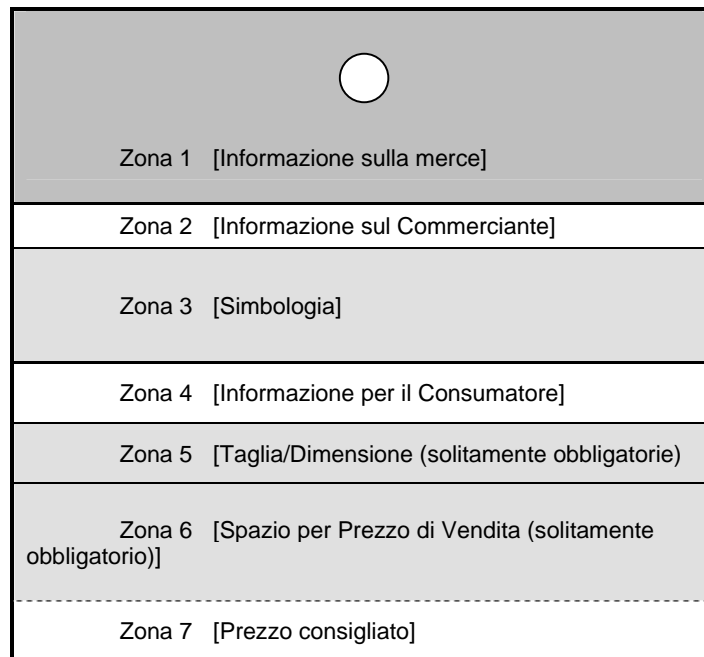 Zona 1 [Informazione sulla merce]
Zona 2 [Informazione sul Commerciante]
Zona 3 [Simbologia]
Zona 4 [Informazione per il Consumatore]
Zona 5 [Taglia/Dimensione (solitamente obbligatorie)
Zona 6 [Spazio per Prezzo di Vendita (solitamente
obbligatorio)]
Zona 7 [Prezzo consigliato]